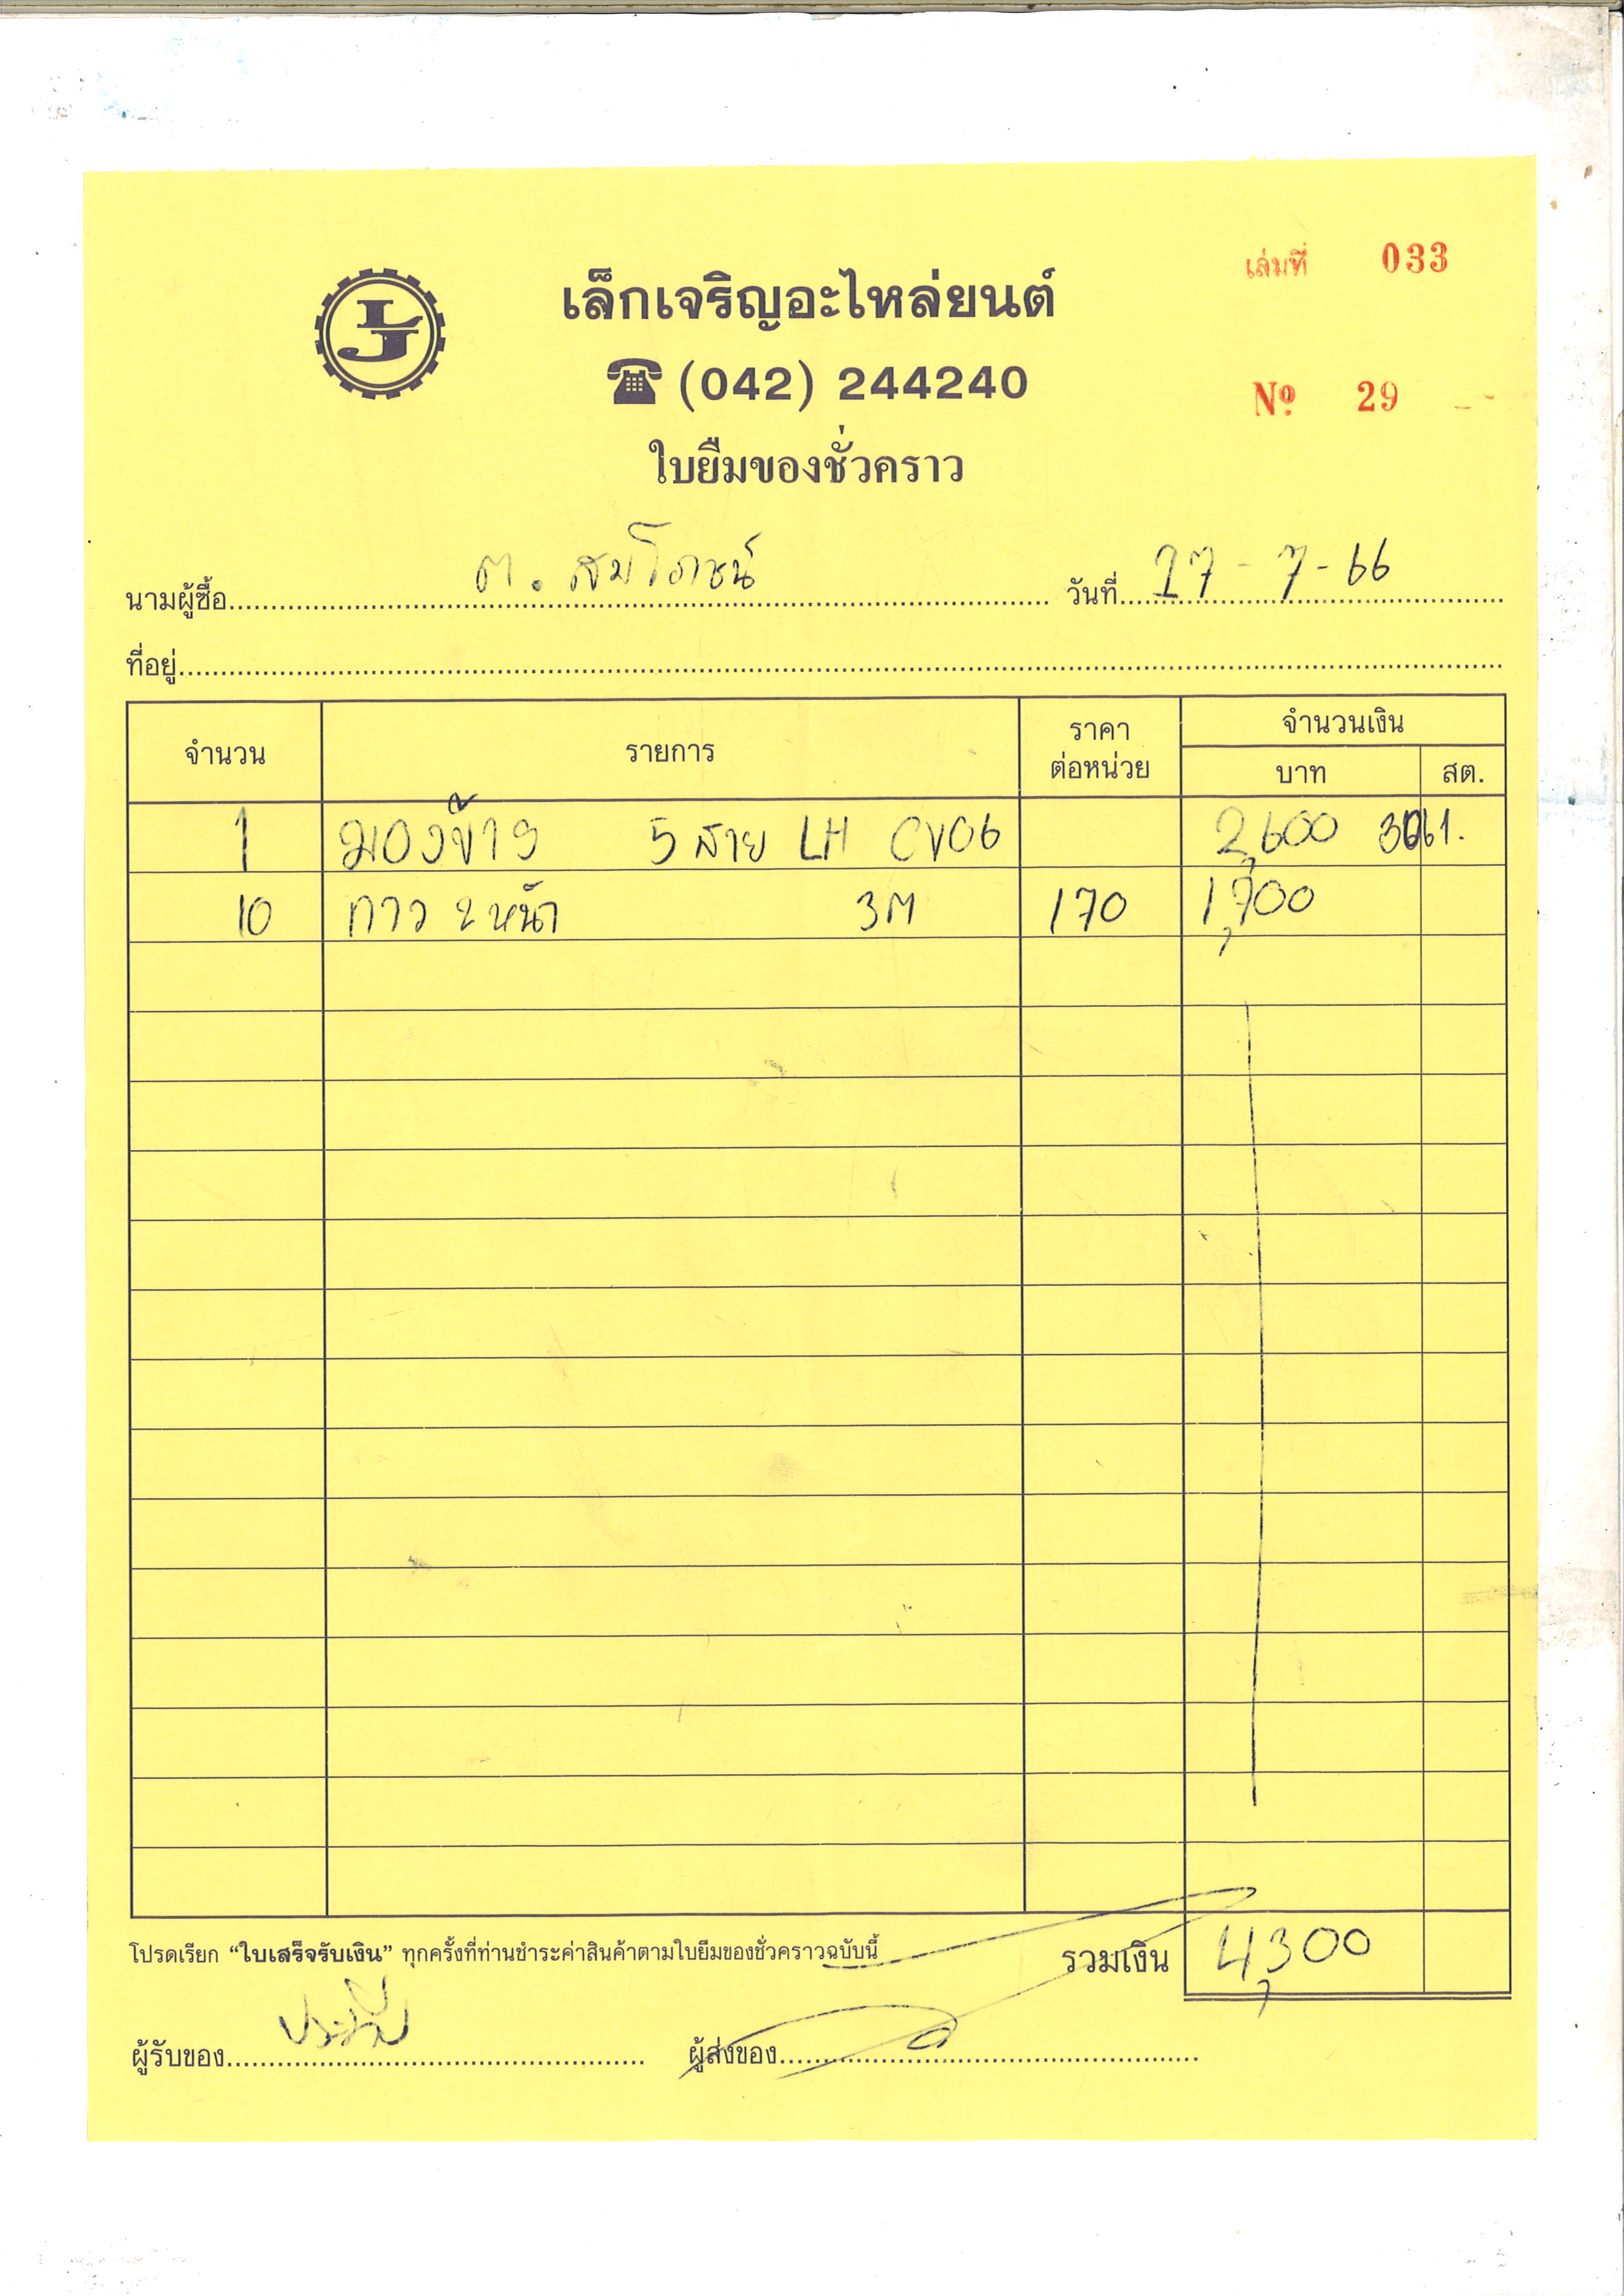 เล่มที่ 033
LJ
เล็กเจริญอะไหล่ยนต์
☎ (042) 244240
Nº 29
ใบยืมของชั่วคราว
นามผู้ซื้อ ต. สมโภชน์ วันที่ 27-7-66
ที่อยู่
จำนวน รายการ ราคาต่อหน่วย จำนวนเงิน
บาท สต.
1 มองข้าง 5 สาย LH CV06 2,600
10 กาว 2 หน้า 3M 170 1,700
โปรดเรียก “ใบเสร็จรับเงิน” ทุกครั้งที่ท่านชำระค่าสินค้าตามใบยืมของชั่วคราวฉบับนี้ รวมเงิน 4,300
ผู้รับของ ผู้ส่งของ